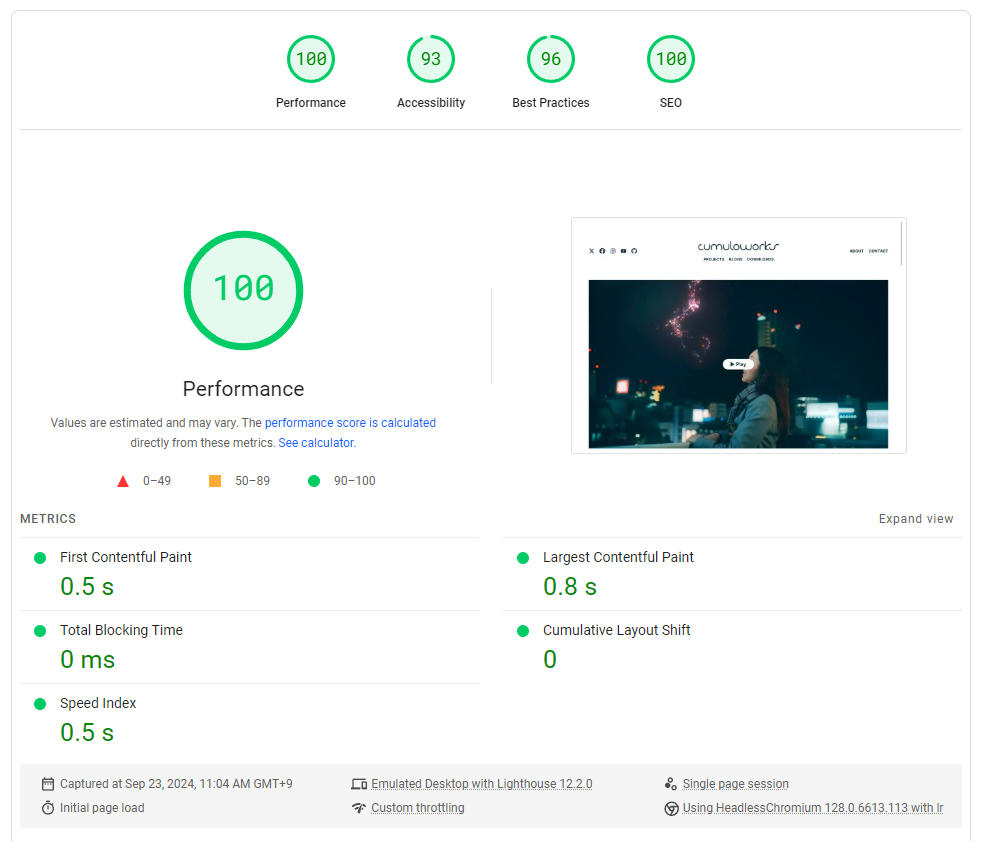 100
93
96
100
Performance
Accessibility
Best Practices
SEO
100
Performance
Values are estimated and may vary. The performance score is calculated
directly from these metrics. See calculator.
0–49
50–89
90–100
cumuloworks
PROJECTS BLOGS DOWNLOADS
ABOUT CONTACT
Play
METRICS
Expand view
First Contentful Paint
0.5 s
Largest Contentful Paint
0.8 s
Total Blocking Time
0 ms
Cumulative Layout Shift
0
Speed Index
0.5 s
Captured at Sep 23, 2024, 11:04 AM GMT+9
Emulated Desktop with Lighthouse 12.2.0
Single page session
Initial page load
Custom throttling
Using HeadlessChromium 128.0.6613.113 with lr